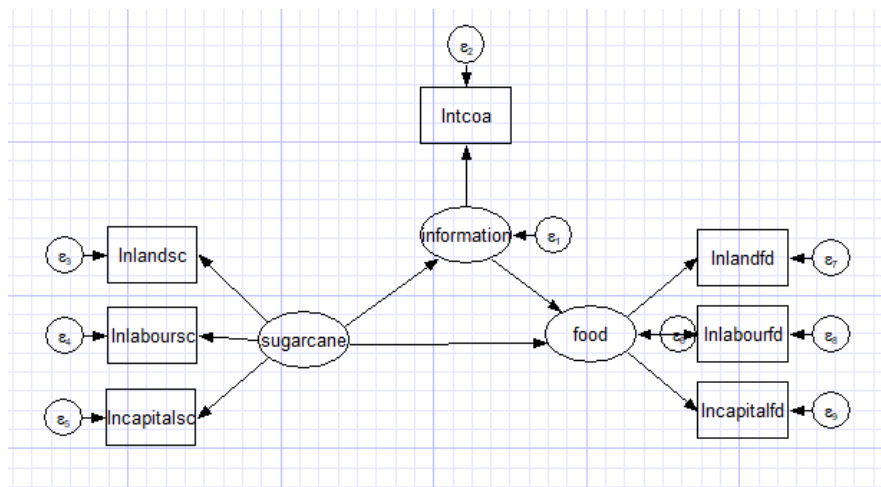 ε₂
lntcoa
information
ε₁
ε₃
lnlandsc
lnlandfd
ε₇
ε₄
lnlaboursc
sugarcane
food
lnlabourfd
ε₈
ε₅
lncapitalsc
lncapitalfd
ε₉